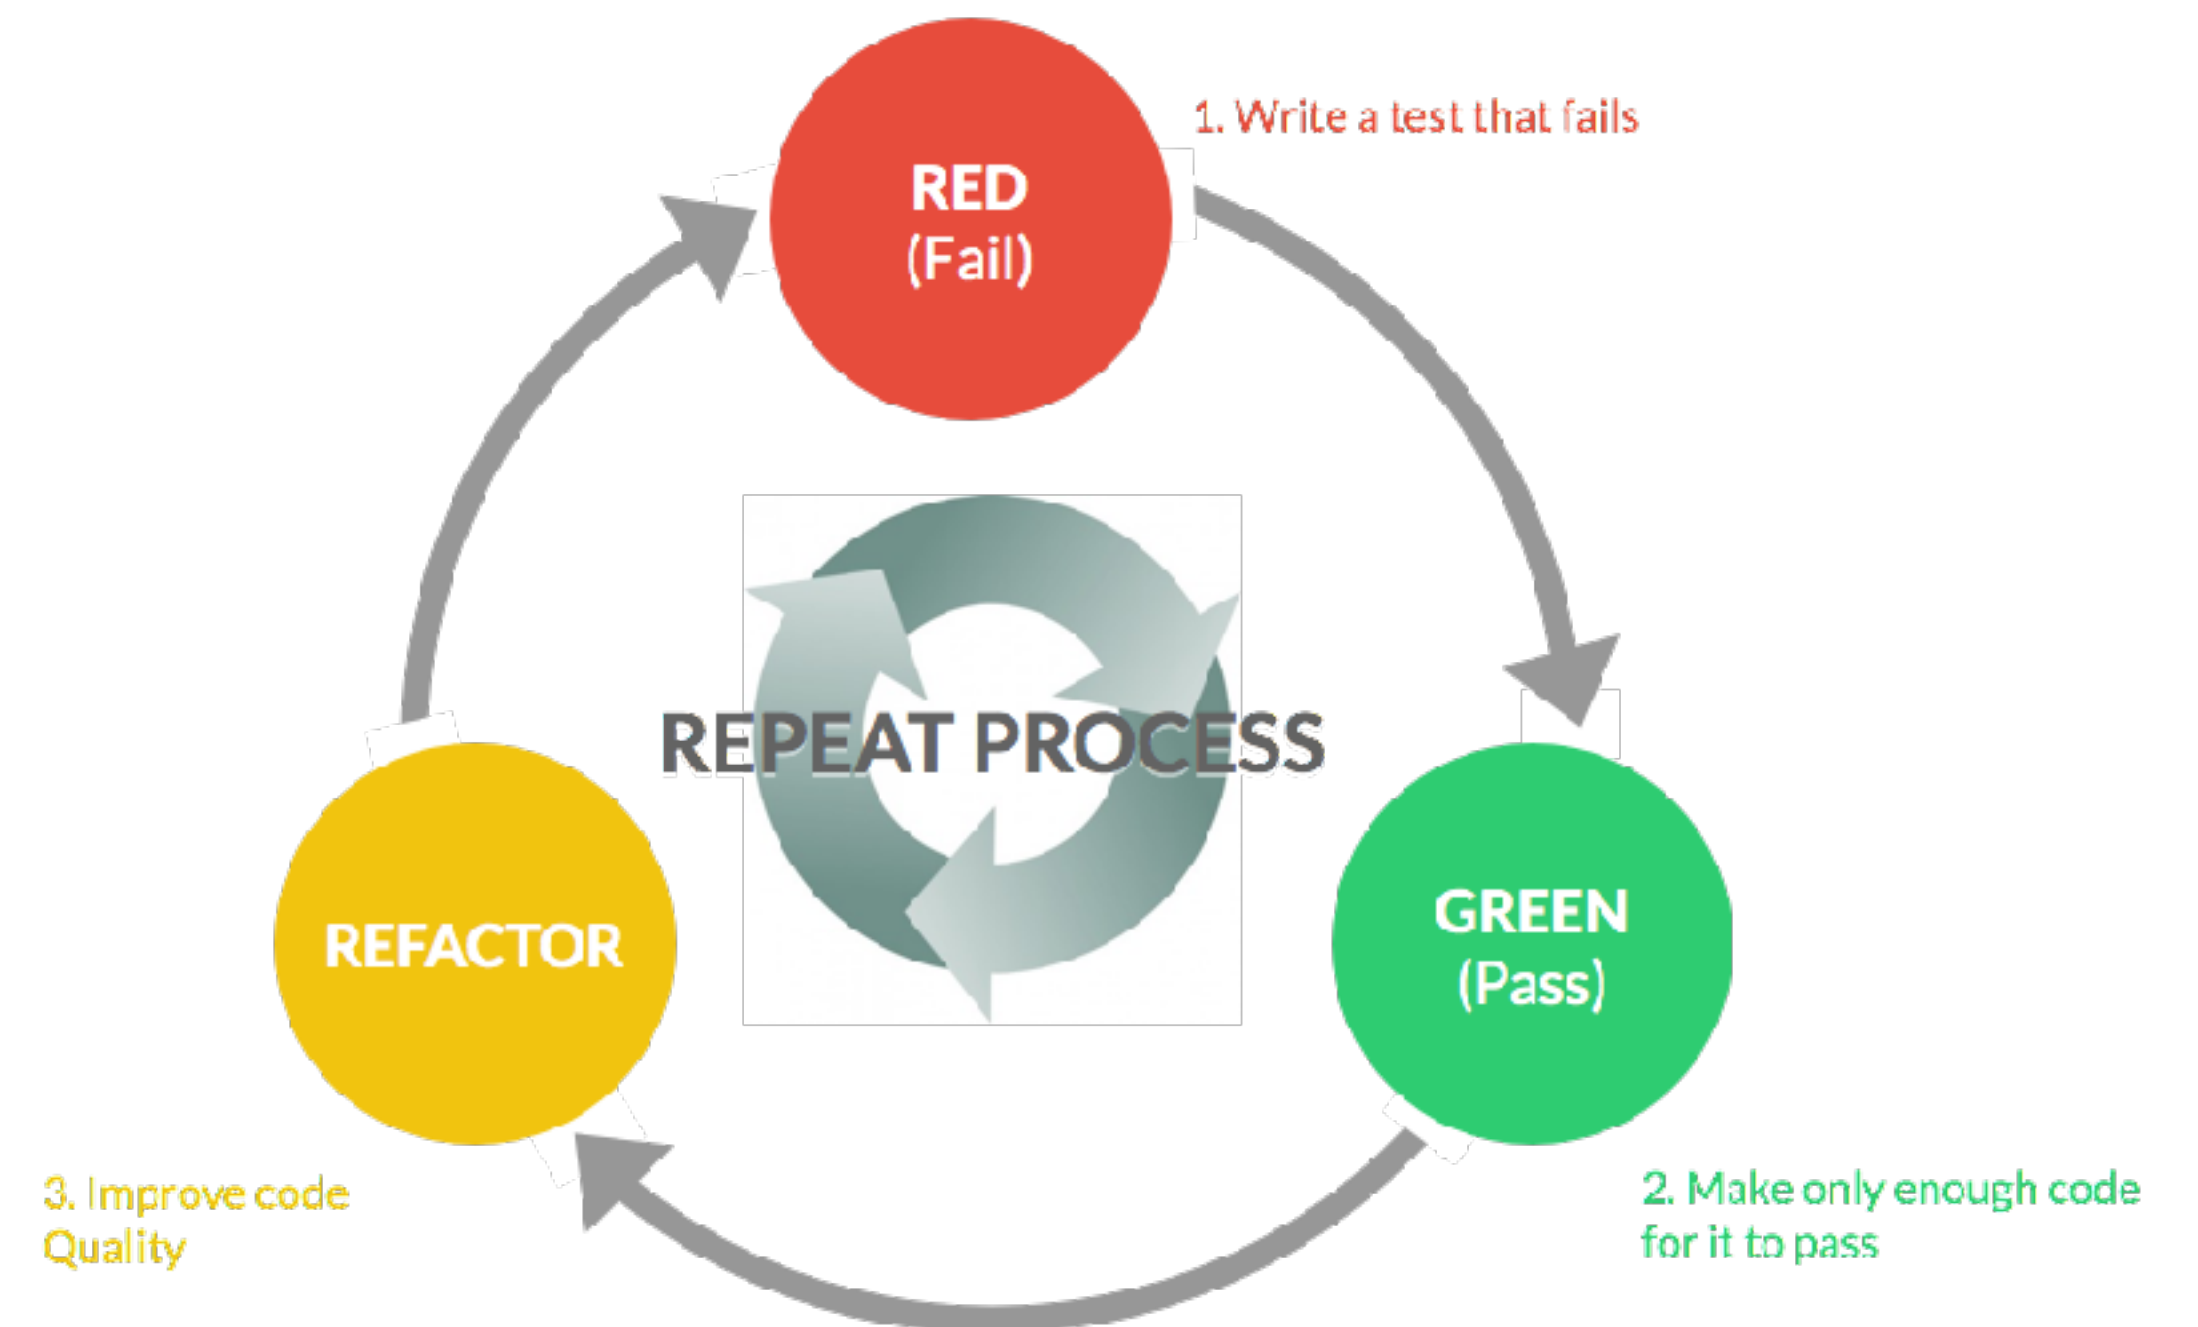 1. Write a test that fails
RED
(Fail)
REPEAT PROCESS
GREEN
(Pass)
REFACTOR
2. Make only enough code
for it to pass
3. Improve code
Quality